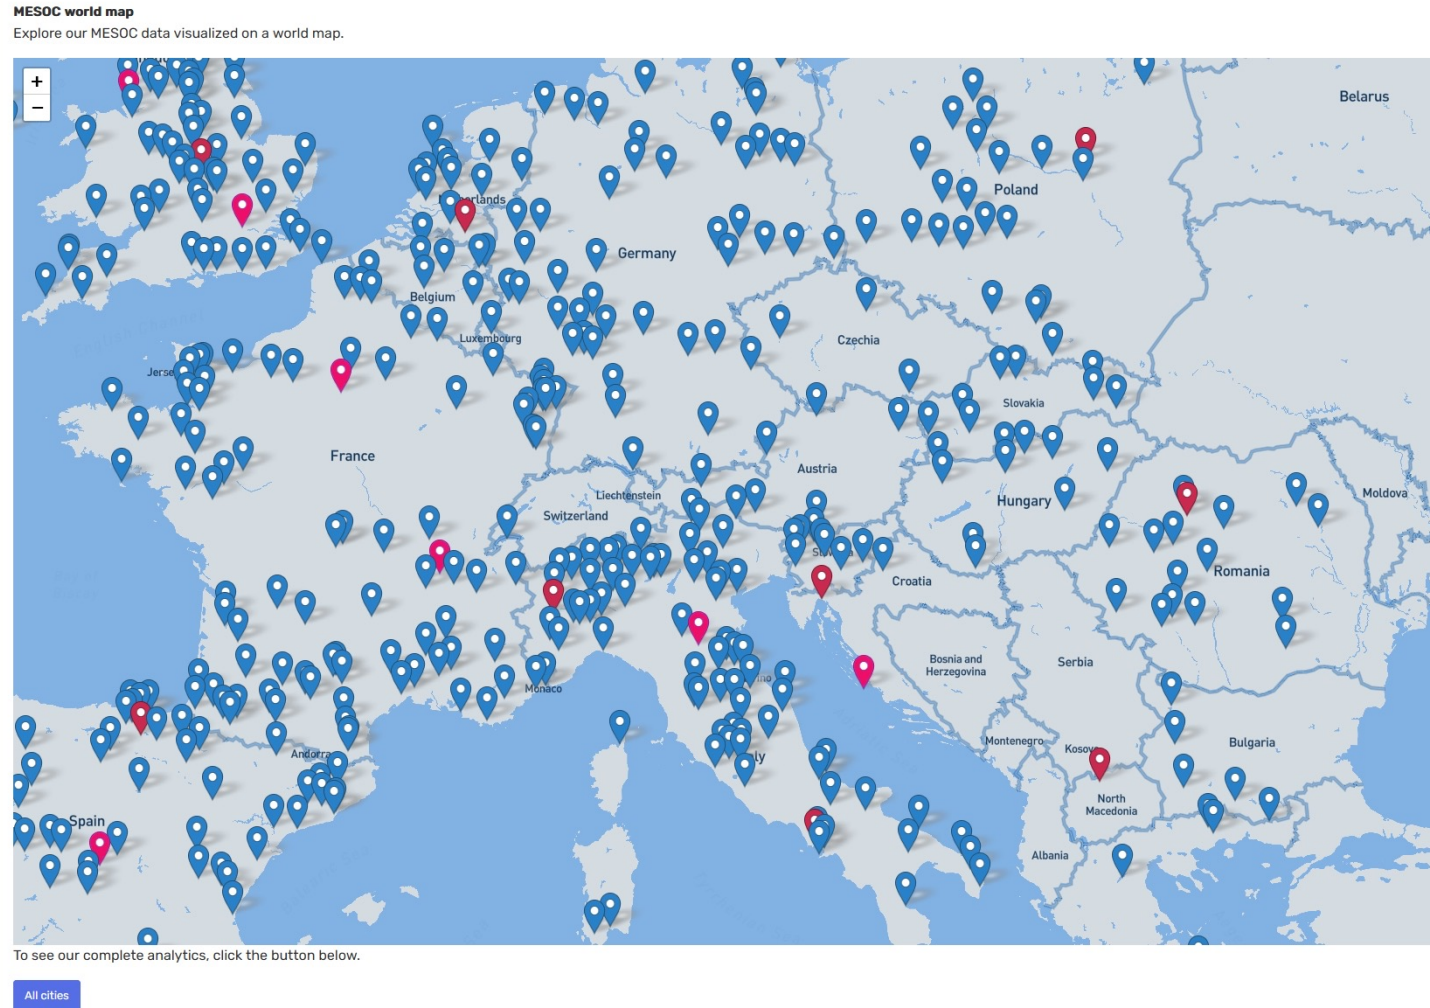 MESOC world map
Explore our MESOC data visualized on a world map.
+
−
Belarus
Poland
Germany
Belgium
Czechia
Luxembourg
Slovakia
France
Austria
Liechtenstein
Switzerland
Hungary
Moldova
Croatia
Romania
Bosnia and
Herzegovina
Serbia
Monaco
Montenegro
Bulgaria
Andorra
North
Macedonia
Spain
Albania
To see our complete analytics, click the button below.
All cities